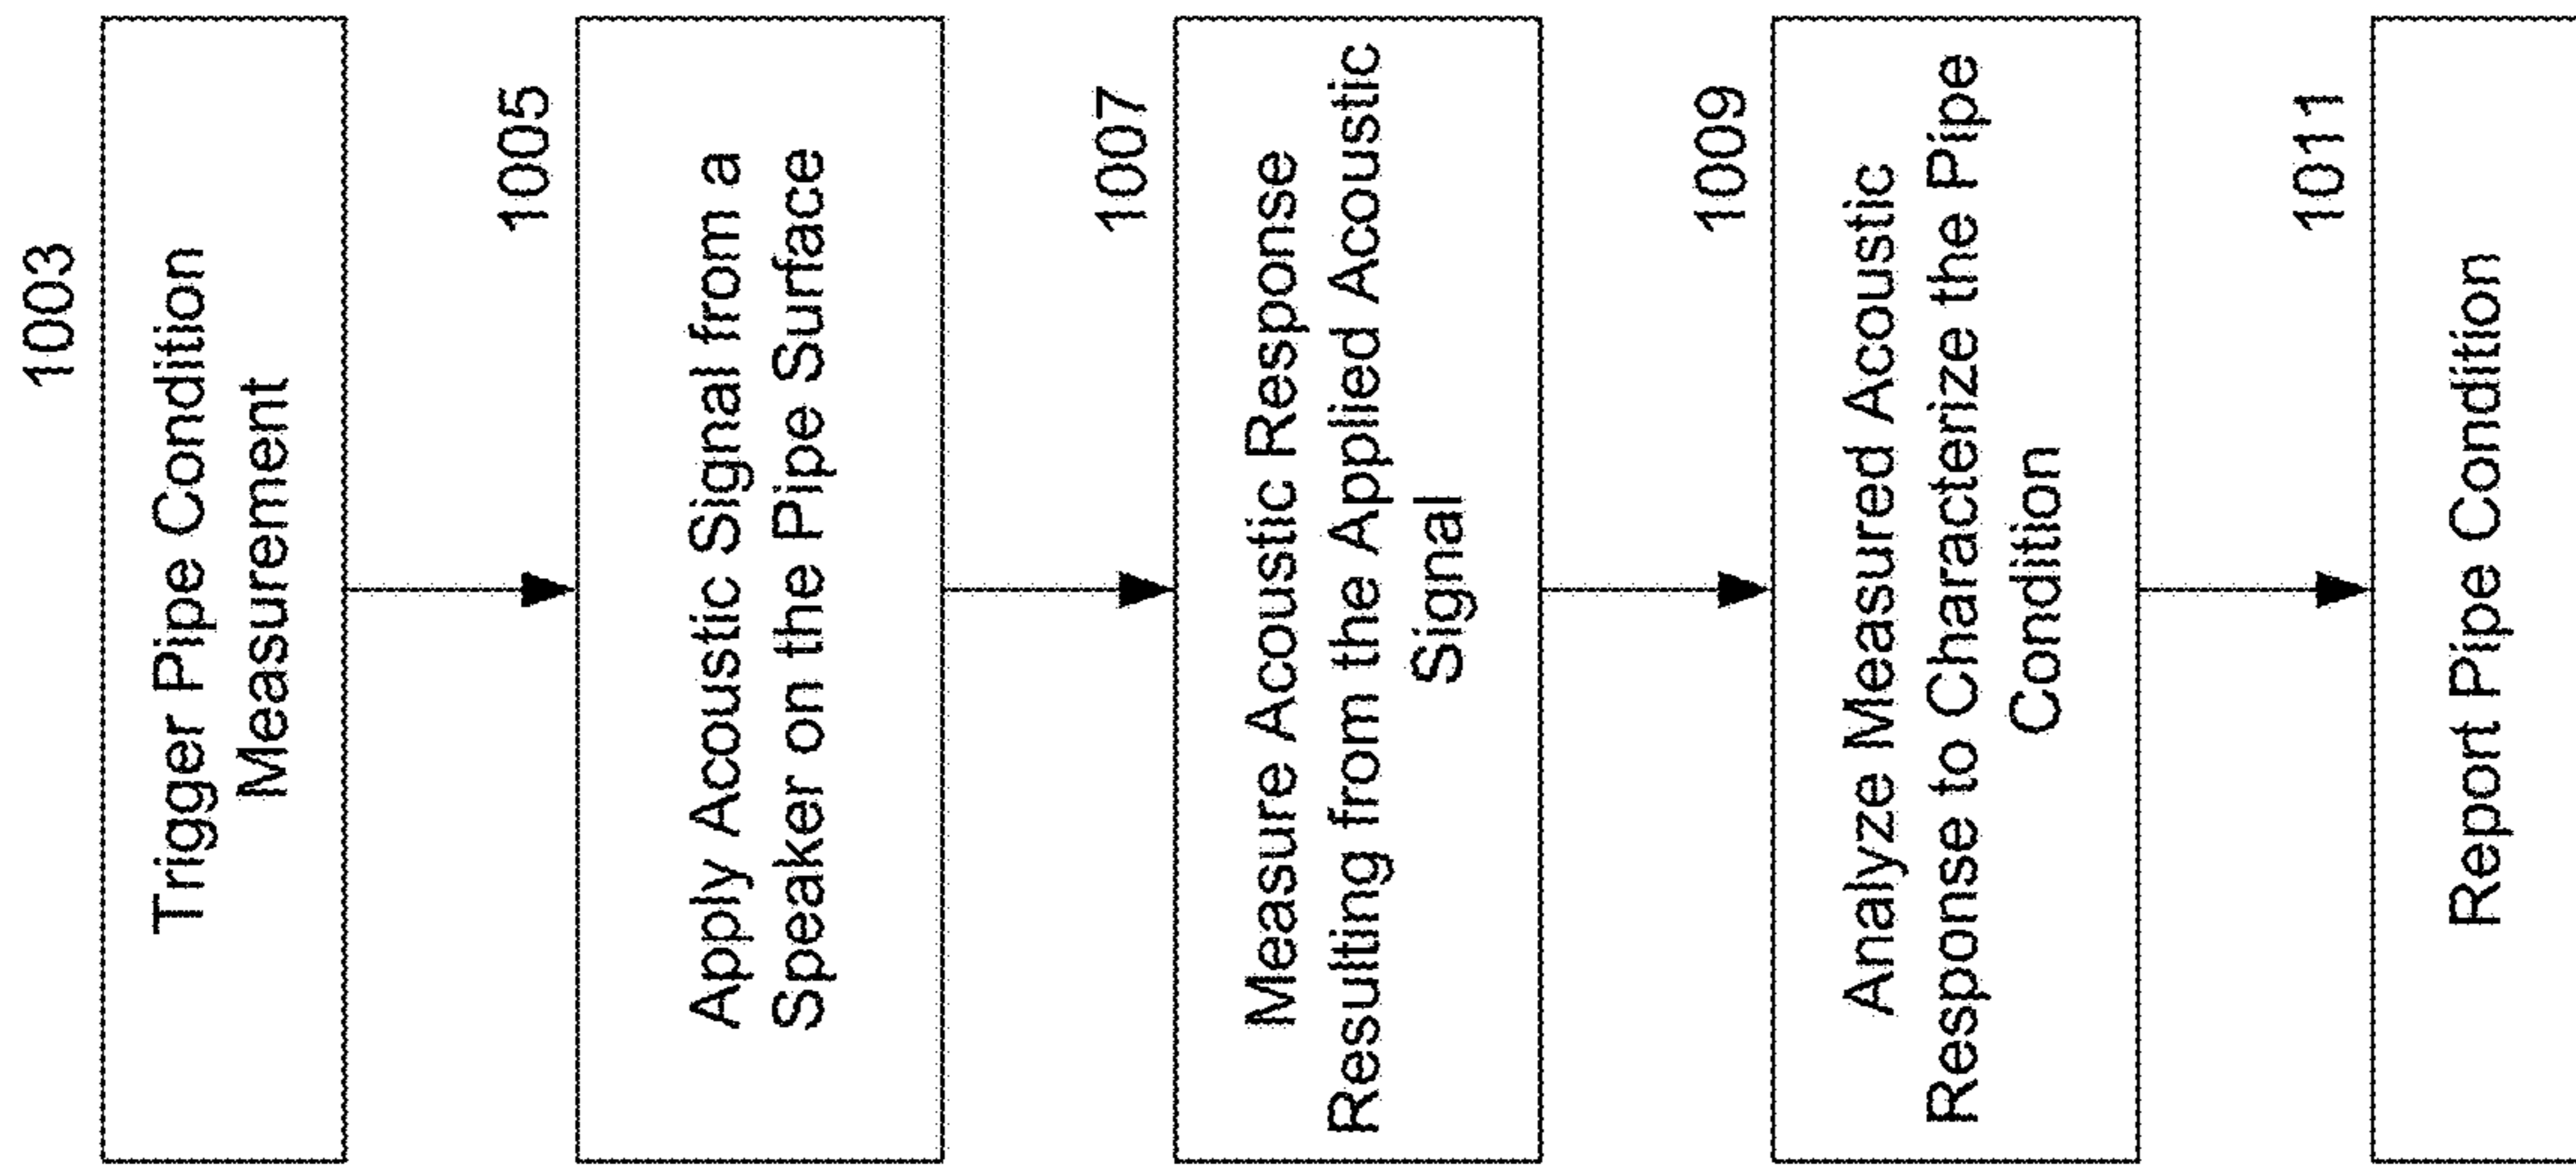 1003
Trigger Pipe Condition
Measurement
1005
Apply Acoustic Signal from a
Speaker on the Pipe Surface
1007
Measure Acoustic Response
Resulting from the Applied Acoustic
Signal
1009
Analyze Measured Acoustic
Response to Characterize the Pipe
Condition
1011
Report Pipe Condition